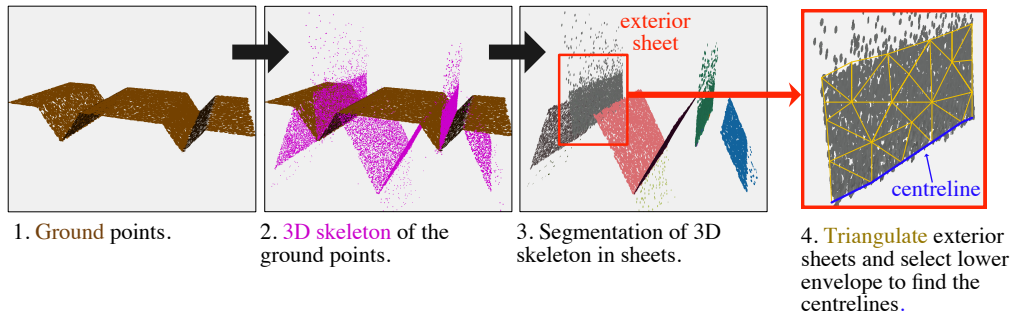 exterior
sheet
centreline
1. Ground points.
2. 3D skeleton of the
ground points.
3. Segmentation of 3D
skeleton in sheets.
4. Triangulate exterior
sheets and select lower
envelope to find the
centrelines.